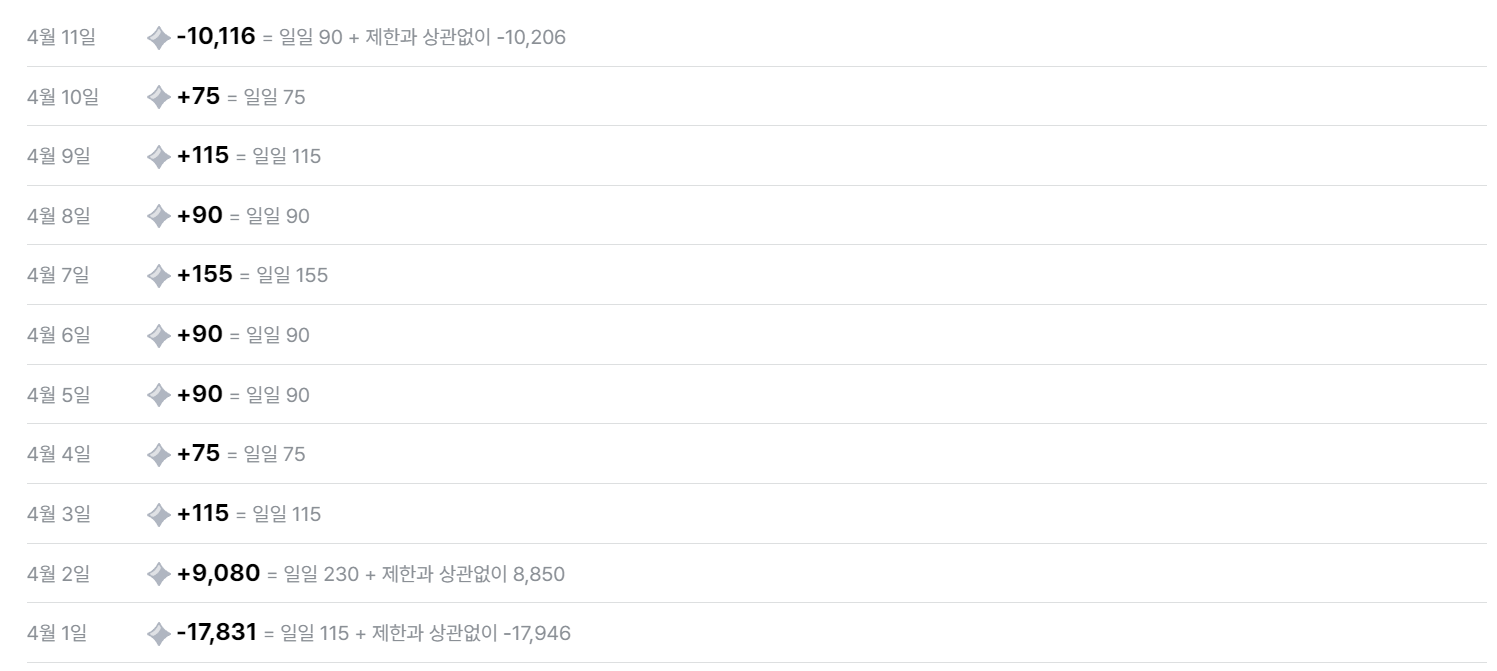 4월 11일 -10,116 = 일일 90 + 제한과 상관없이 -10,206
4월 10일 +75 = 일일 75
4월 9일 +115 = 일일 115
4월 8일 +90 = 일일 90
4월 7일 +155 = 일일 155
4월 6일 +90 = 일일 90
4월 5일 +90 = 일일 90
4월 4일 +75 = 일일 75
4월 3일 +115 = 일일 115
4월 2일 +9,080 = 일일 230 + 제한과 상관없이 8,850
4월 1일 -17,831 = 일일 115 + 제한과 상관없이 -17,946